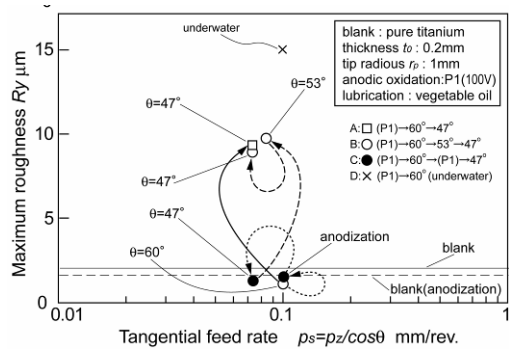 Maximum roughness Ry μm
15
10
5
0
0.01
0.1
1
Tangential feed rate ps=pz/cosθ mm/rev.
underwater
θ=53°
θ=47°
θ=47°
θ=47°
θ=60°
anodization
blank
blank(anodization)
blank : pure titanium
thickness t0 : 0.2mm
tip radious rp : 1mm
anodic oxidation:P1(100V)
lubrication : vegetable oil
A:□ (P1)→60°→47°
B:○ (P1)→60°→53°→47°
C:● (P1)→60°→(P1)→47°
D:× (P1)→60°(underwater)